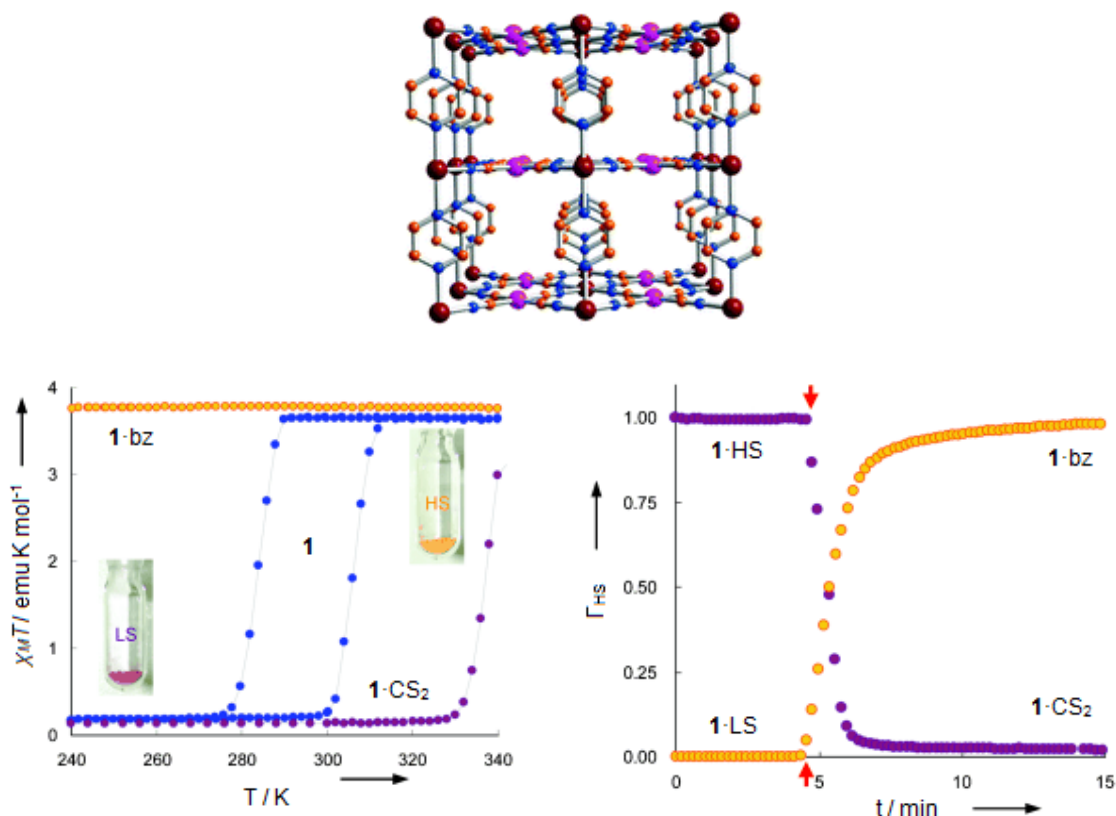 4
3
2
1
0
240
260
280
300
320
340
χMT / emu K mol-1
T / K
1·bz
1
HS
LS
1·CS2
1.00
0.75
0.50
0.25
0.00
0
5
10
15
ΓHS
t / min
1·HS
1·bz
1·LS
1·CS2